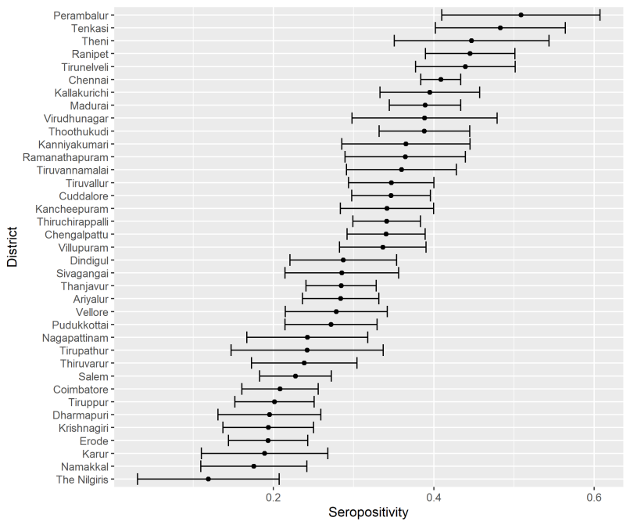 District
Perambalur
Tenkasi
Theni
Ranipet
Tirunelveli
Chennai
Kallakurichi
Madurai
Virudhunagar
Thoothukudi
Kanniyakumari
Ramanathapuram
Tiruvannamalai
Tiruvallur
Cuddalore
Kancheepuram
Thiruchirappalli
Chengalpattu
Villupuram
Dindigul
Sivagangai
Thanjavur
Ariyalur
Vellore
Pudukkottai
Nagapattinam
Tirupathur
Thiruvarur
Salem
Coimbatore
Tiruppur
Dharmapuri
Krishnagiri
Erode
Karur
Namakkal
The Nilgiris
0.2 0.4 0.6
Seropositivity